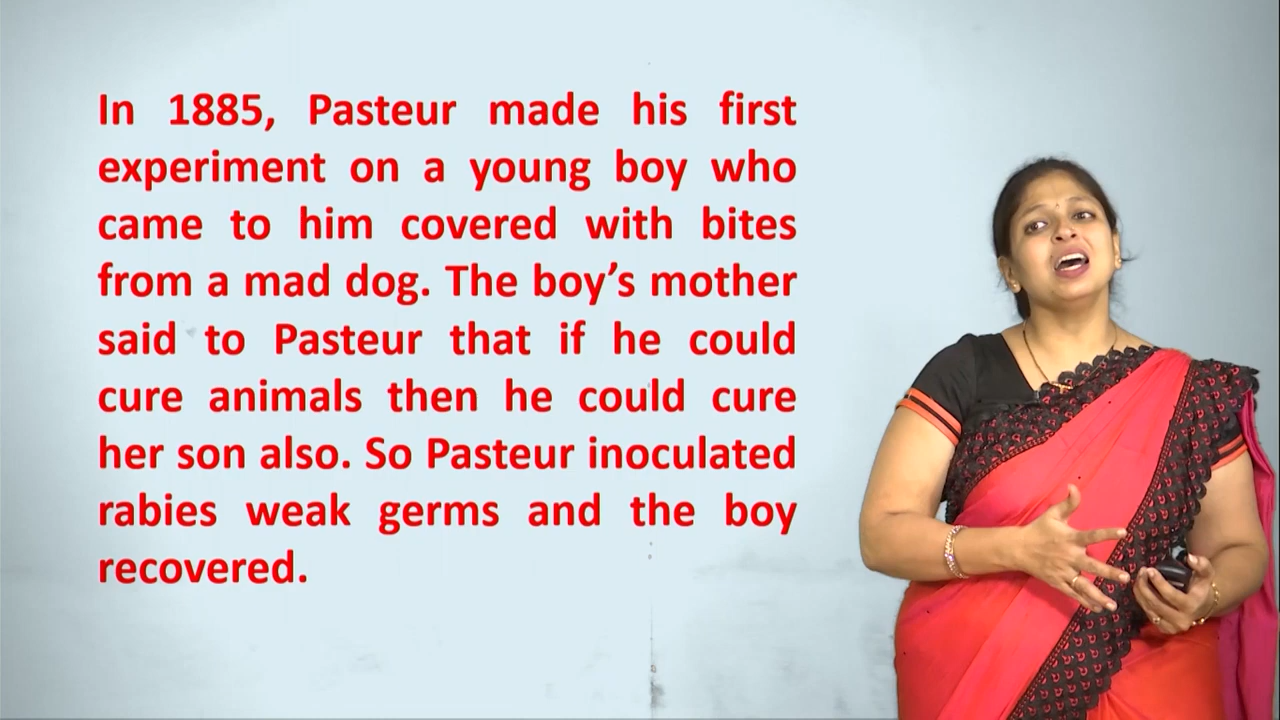 In 1885, Pasteur made his first
experiment on a young boy who
came to him covered with bites
from a mad dog. The boy’s mother
said to Pasteur that if he could
cure animals then he could cure
her son also. So Pasteur inoculated
rabies weak germs and the boy
recovered.